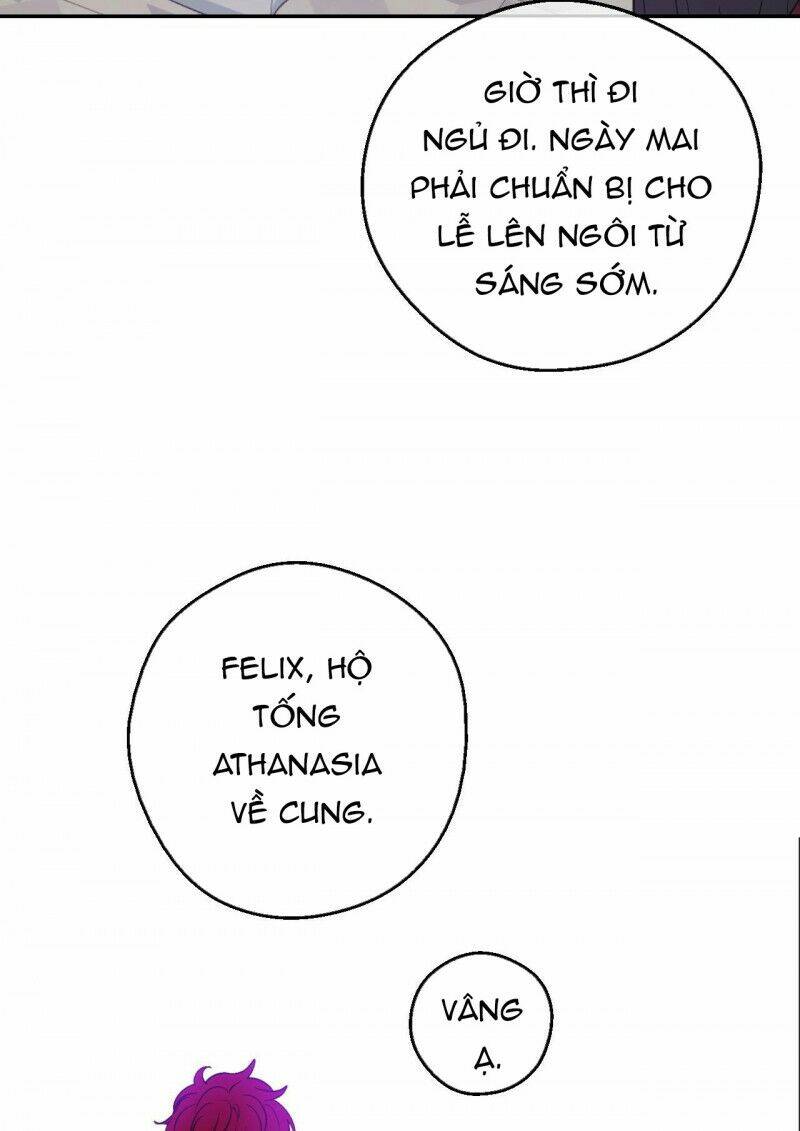 GIỜ THÌ ĐI
NGỦ ĐI. NGÀY MAI
PHẢI CHUẨN BỊ CHO
LỄ LÊN NGÔI TỪ
SÁNG SỚM.
FELIX, HỘ
TỐNG
ATHANASIA
VỀ CUNG.
VÂNG
Ạ.